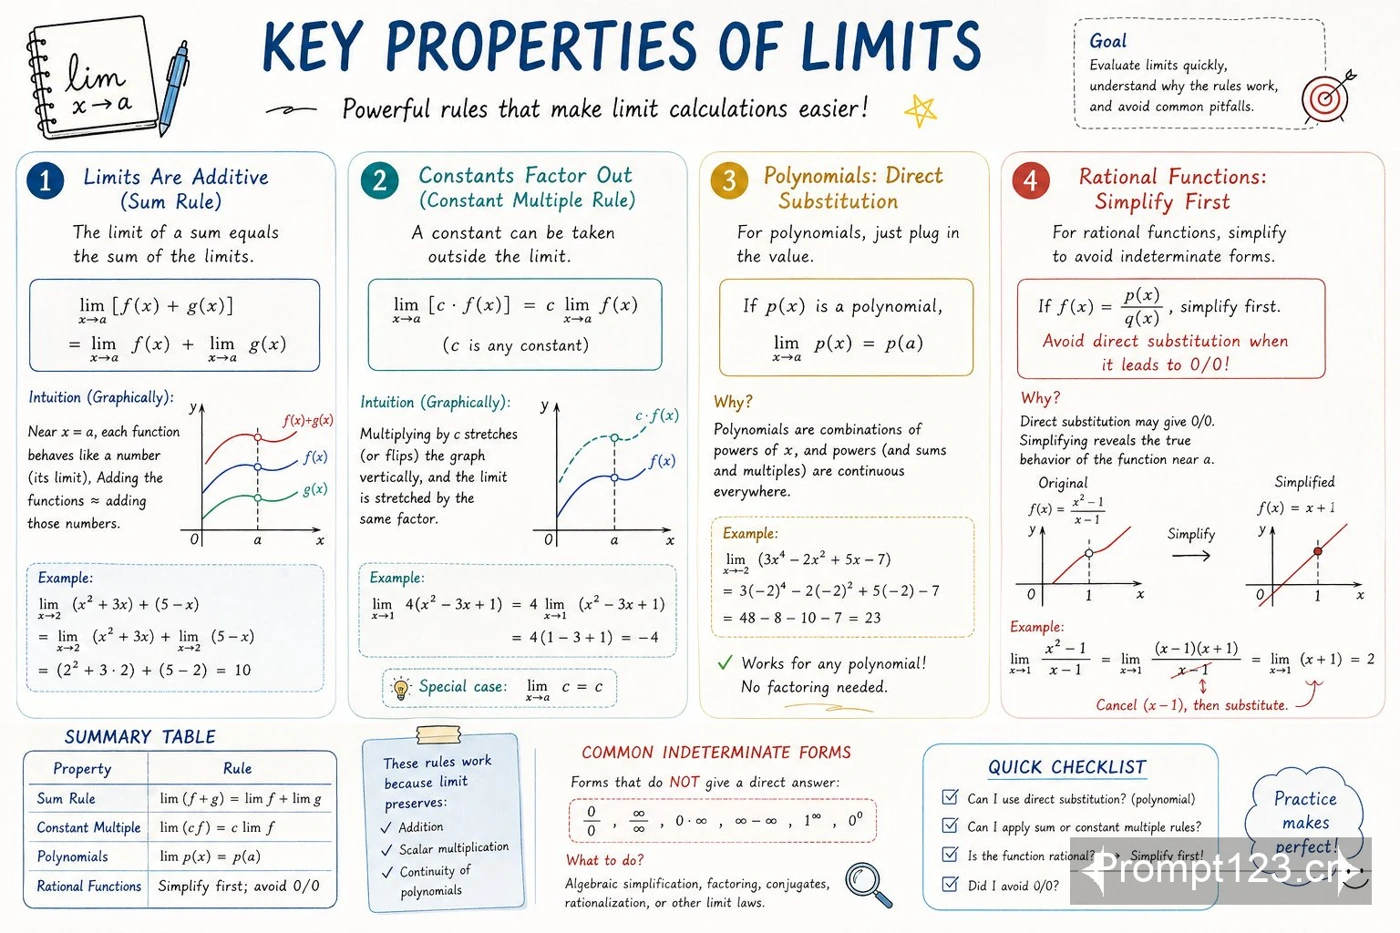 lim
x→a
KEY PROPERTIES OF LIMITS
Powerful rules that make limit calculations easier!
Goal
Evaluate limits quickly,
understand why the rules work,
and avoid common pitfalls.
1 Limits Are Additive
(Sum Rule)
The limit of a sum equals
the sum of the limits.
lim x→a [f(x) + g(x)]
= lim x→a f(x) + lim x→a g(x)
Intuition (Graphically):
Near x = a, each function
behaves like a number
(its limit), Adding the
functions ≈ adding
those numbers.
y
f(x)+g(x)
f(x)
g(x)
0 a x
Example:
lim x→2 (x² + 3x) + (5 − x)
= lim x→2 (x² + 3x) + lim x→2 (5 − x)
= (2² + 3 · 2) + (5 − 2) = 10
2 Constants Factor Out
(Constant Multiple Rule)
A constant can be taken
outside the limit.
lim x→a [c · f(x)] = c lim x→a f(x)
(c is any constant)
Intuition (Graphically):
Multiplying by c stretches
(or flips) the graph
vertically, and the limit
is stretched by the
same factor.
y
c·f(x)
f(x)
0 a x
Example:
lim x→1 4(x² − 3x + 1) = 4 lim x→1 (x² − 3x + 1)
= 4(1 − 3 + 1) = −4
Special case: lim x→a c = c
3 Polynomials: Direct
Substitution
For polynomials, just plug in
the value.
If p(x) is a polynomial,
lim x→a p(x) = p(a)
Why?
Polynomials are combinations of
powers of x, and powers (and sums
and multiples) are continuous
everywhere.
Example:
lim x→−2 (3x⁴ − 2x² + 5x − 7)
= 3(−2)⁴ − 2(−2)² + 5(−2) − 7
= 48 − 8 − 10 − 7 = 23
✓ Works for any polynomial!
No factoring needed.
4 Rational Functions:
Simplify First
For rational functions, simplify
to avoid indeterminate forms.
If f(x) = p(x)/q(x), simplify first.
Avoid direct substitution when
it leads to 0/0!
Why?
Direct substitution may give 0/0.
Simplifying reveals the true
behavior of the function near a.
Original
f(x) = x² − 1 / x − 1
y
0 1 x
Simplify
Simplified
f(x) = x + 1
y
0 1 x
Example:
lim x→1 x² − 1 / x − 1 = lim x→1 (x − 1)(x + 1) / x − 1 = lim x→1 (x + 1) = 2
Cancel (x − 1), then substitute.
SUMMARY TABLE
Property Rule
Sum Rule lim (f + g) = lim f + lim g
Constant Multiple lim (cf) = c lim f
Polynomials lim p(x) = p(a)
Rational Functions Simplify first; avoid 0/0
These rules work
because limit
preserves:
✓ Addition
✓ Scalar multiplication
✓ Continuity of
polynomials
COMMON INDETERMINATE FORMS
Forms that do NOT give a direct answer:
0/0 , ∞/∞ , 0·∞ , ∞−∞ , 1^∞ , 0⁰
What to do?
Algebraic simplification, factoring, conjugates,
rationalization, or other limit laws.
QUICK CHECKLIST
Can I use direct substitution? (polynomial)
Can I apply sum or constant multiple rules?
Is the function rational? → Simplify first!
Did I avoid 0/0?
Practice
makes
perfect!
Prompt123.cn